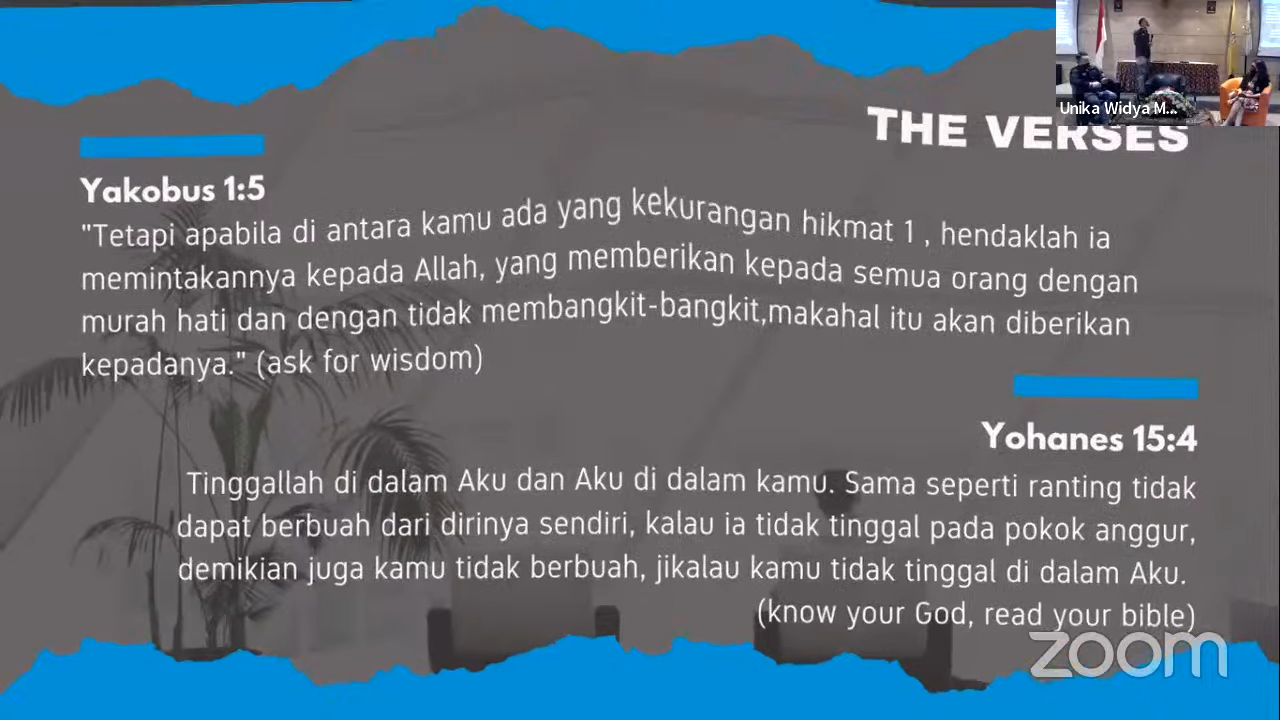 Unika Widya M...
THE VERSES
Yakobus 1:5
"Tetapi apabila di antara kamu ada yang kekurangan hikmat 1 , hendaklah ia
memintakannya kepada Allah, yang memberikan kepada semua orang dengan
murah hati dan dengan tidak membangkit-bangkit,makahal itu akan diberikan
kepadanya." (ask for wisdom)
Yohanes 15:4
Tinggallah di dalam Aku dan Aku di dalam kamu. Sama seperti ranting tidak
dapat berbuah dari dirinya sendiri, kalau ia tidak tinggal pada pokok anggur,
demikian juga kamu tidak berbuah, jikalau kamu tidak tinggal di dalam Aku.
(know your God, read your bible)
zoom